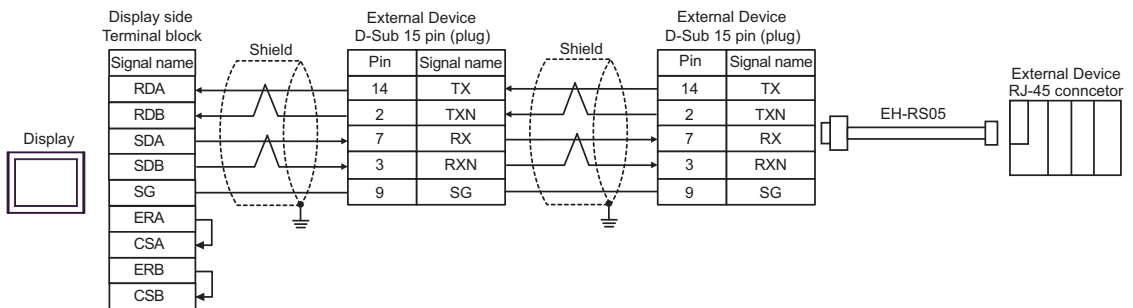 Display side
Terminal block
External Device
D-Sub 15 pin (plug)
External Device
D-Sub 15 pin (plug)
Shield
Shield
Signal name
Pin
Signal name
Pin
Signal name
External Device
RJ-45 conncetor
RDA
14
TX
14
TX
RDB
2
TXN
2
TXN
EH-RS05
Display
SDA
7
RX
7
RX
SDB
3
RXN
3
RXN
SG
9
SG
9
SG
ERA
CSA
ERB
CSB